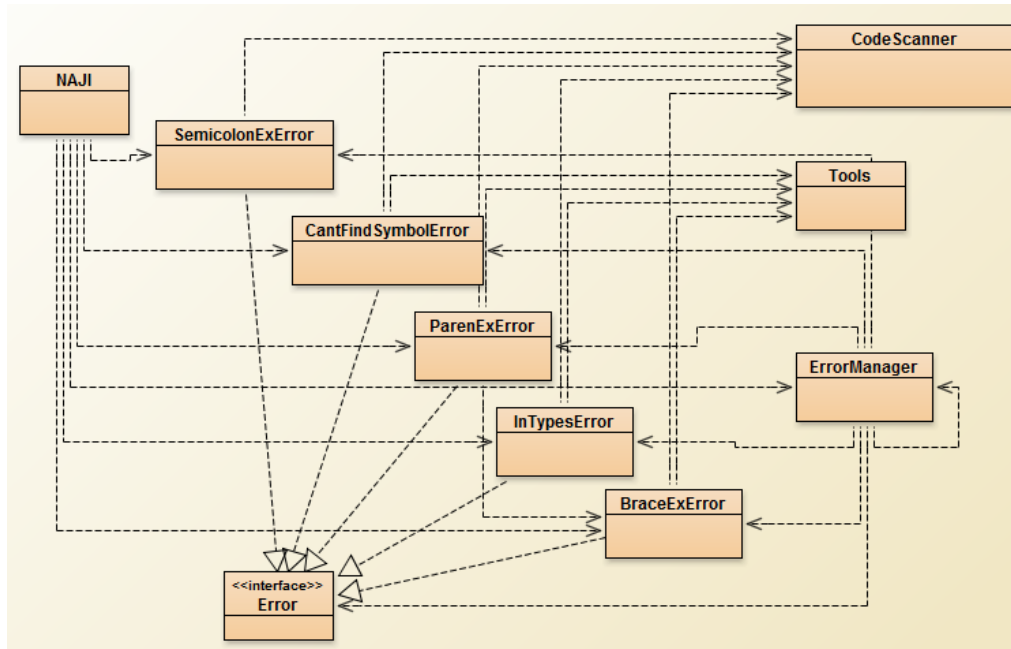 CodeScanner
NAJI
SemicolonExError
Tools
CantFindSymbolError
ParenExError
ErrorManager
InTypesError
BraceExError
<<interface>>
Error